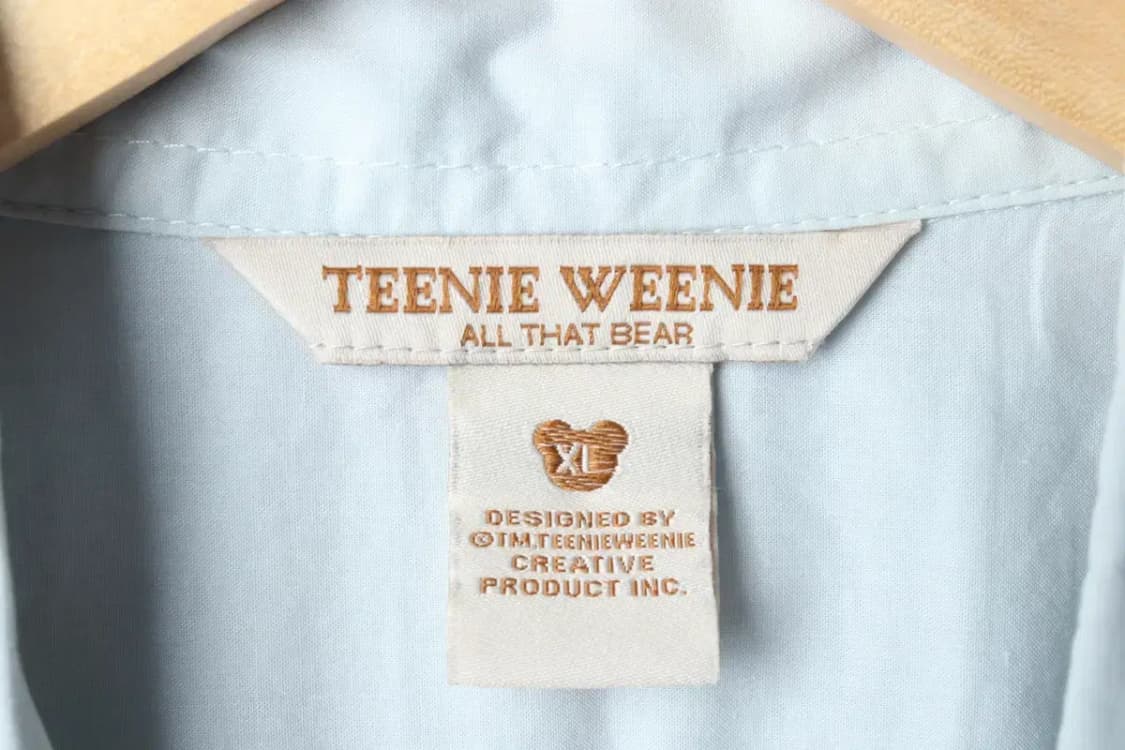 TEENIE WEENIE
ALL THAT BEAR
XL
DESIGNED BY
©TM.TEENIEWEENIE
CREATIVE
PRODUCT INC.